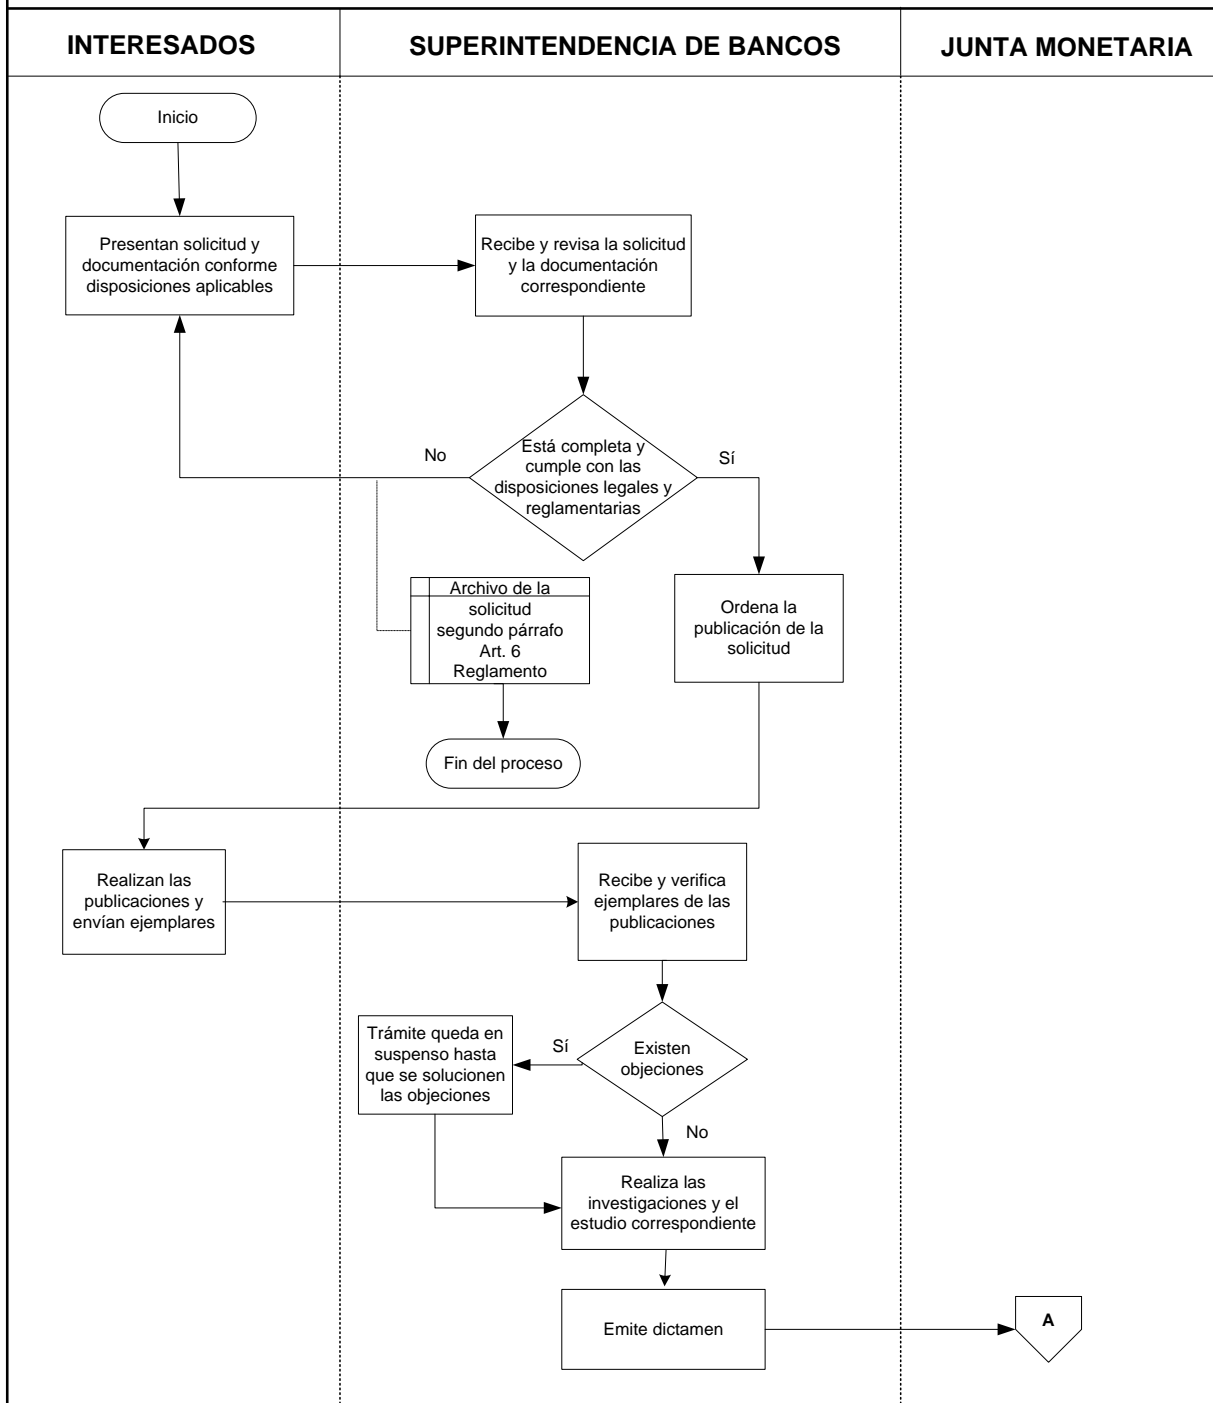 INTERESADOS
SUPERINTENDENCIA DE BANCOS
JUNTA MONETARIA
Inicio
Presentan solicitud y
documentación conforme
disposiciones aplicables
Recibe y revisa la solicitud
y la documentación
correspondiente
Está completa y
cumple con las
disposiciones legales y
reglamentarias
No
Sí
Archivo de la
solicitud
segundo párrafo
Art. 6
Reglamento
Ordena la
publicación de la
solicitud
Fin del proceso
Realizan las
publicaciones y
envían ejemplares
Recibe y verifica
ejemplares de las
publicaciones
Trámite queda en
suspenso hasta
que se solucionen
las objeciones
Sí
Existen
objeciones
No
Realiza las
investigaciones y el
estudio correspondiente
Emite dictamen
A